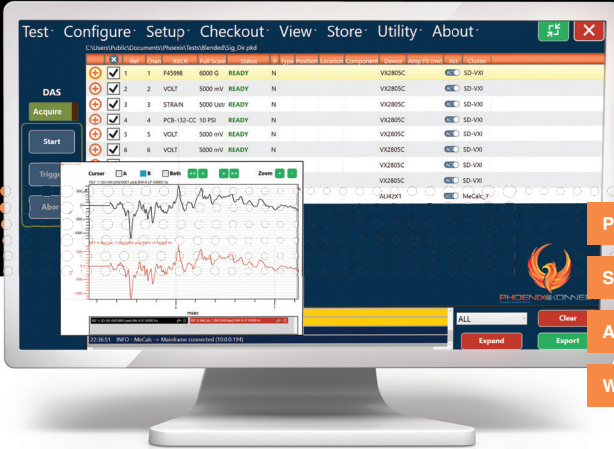 Test Configure Setup Checkout View Store Utility About
C:\Users\Public\Documents\Phoenix\Tests\Blended\Sig_Dir.pkd
DAS
Acquire
Start
Trigge
Abor
Ref Chan XDCR Full Scale Status P Type Position Location Component Device Amp FS (mv) Act Cluster
1 1 F45998 6000 G READY N VX2805C SD-VXI
2 2 VOLT 5000 mV READY N VX2805C SD-VXI
3 3 STRAIN 5000 Ustr READY N VX2805C SD-VXI
4 4 PCB-132-CC 10 PSI READY N VX2805C SD-VXI
5 5 VOLT 5000 mV READY N VX2805C SD-VXI
6 6 VOLT 5000 mV READY N VX2805C SD-VXI
VX2805C SD-VXI
VX2805C SD-VXI
ALI42X1 MeCalc_7
Cursor A B Both << < > >> Zoom + -
msec
22:36:51 INFO - MeCalc -> Mainframe connected (10.0.0.194)
PHOENIX CONNE
ALL
Clear
Expand
Export
P
S
A
W